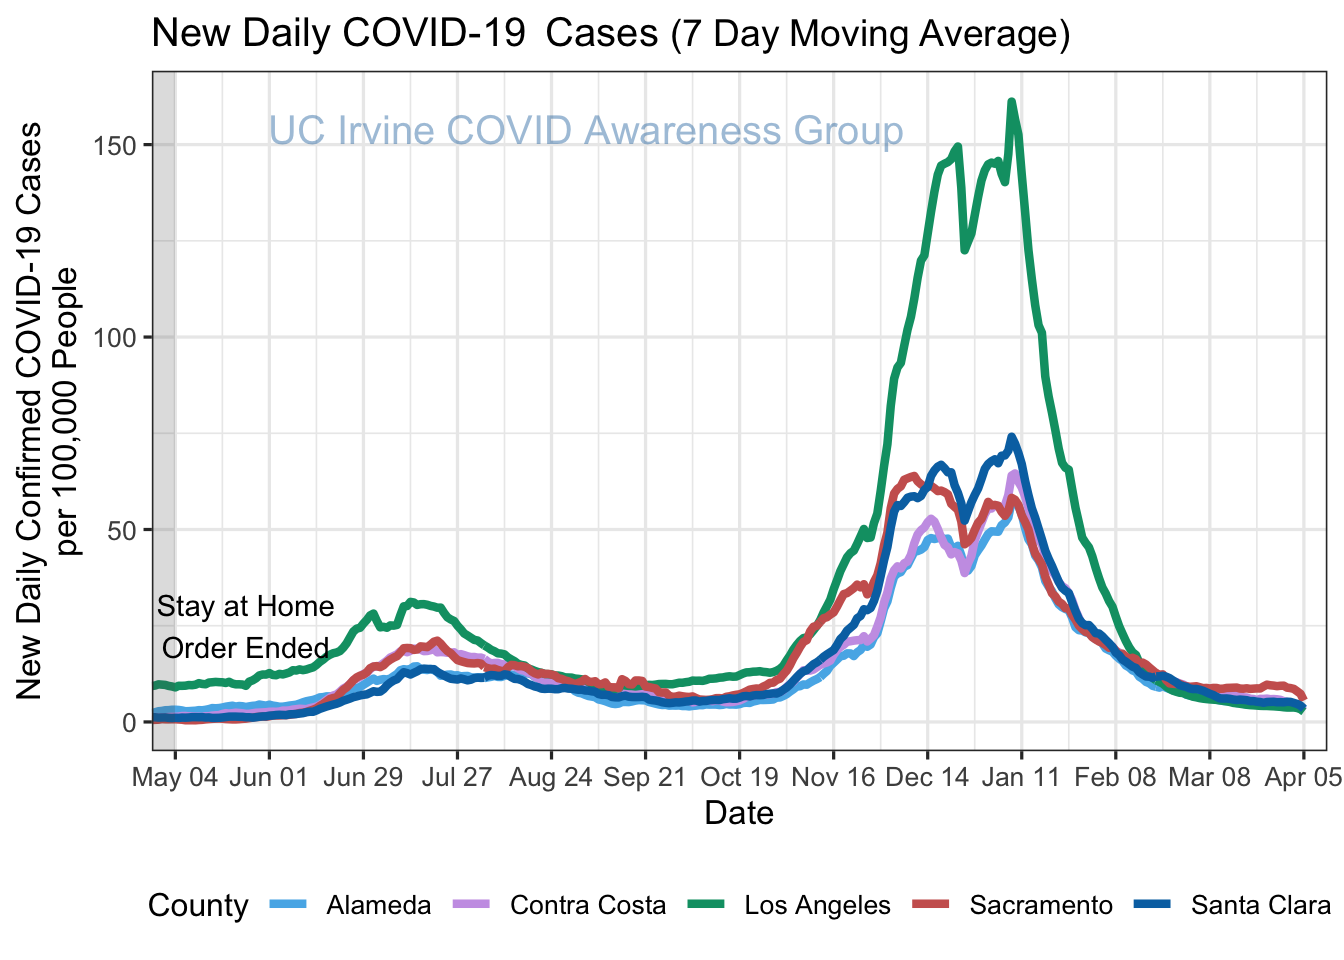 New Daily COVID-19 Cases (7 Day Moving Average)
UC Irvine COVID Awareness Group
New Daily Confirmed COVID-19 Cases
per 100,000 People
150
100
50
0
Stay at Home
Order Ended
May 04 Jun 01 Jun 29 Jul 27 Aug 24 Sep 21 Oct 19 Nov 16 Dec 14 Jan 11 Feb 08 Mar 08 Apr 05
Date
County Alameda Contra Costa Los Angeles Sacramento Santa Clara